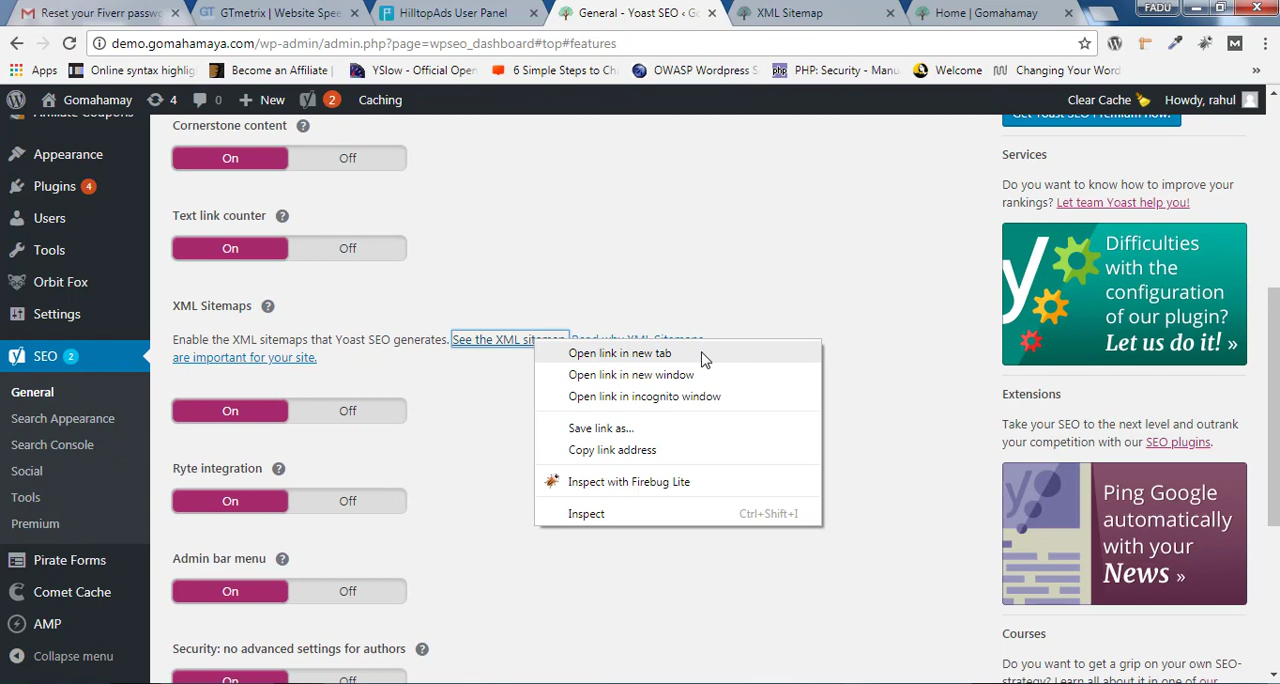 Reset your Fiverr passwo
GTmetrix | Website Spee
HilltopAds User Panel
General - Yoast SEO ‹ Go
XML Sitemap
Home | Gomahamay
FADU
demo.gomahamaya.com/wp-admin/admin.php?page=wpseo_dashboard#top#features
Apps
Online syntax highlig
Become an Affiliate |
YSlow - Official Oper
6 Simple Steps to Ch
OWASP Wordpress S
PHP: Security - Manu
Welcome
Changing Your Word
»
Gomahamay
4
0
New
2
Caching
Clear Cache
Howdy, rahul
Affiliate Coupons
Appearance
Plugins 4
Users
Tools
Orbit Fox
Settings
SEO 2
General
Search Appearance
Search Console
Social
Tools
Premium
Pirate Forms
Comet Cache
AMP
Collapse menu
Cornerstone content
On Off
Text link counter
On Off
XML Sitemaps
Enable the XML sitemaps that Yoast SEO generates. See the XML sitemap. Read why XML Sitemaps
are important for your site.
On Off
Ryte integration
On Off
Admin bar menu
On Off
Security: no advanced settings for authors
On Off
Open link in new tab
Open link in new window
Open link in incognito window
Save link as...
Copy link address
Inspect with Firebug Lite
Inspect Ctrl+Shift+I
Get Yoast SEO Premium now!
Services
Do you want to know how to improve your
rankings? Let team Yoast help you!
Difficulties
with the
configuration
of our plugin?
Let us do it! »
Extensions
Take your SEO to the next level and outrank
your competition with our SEO plugins.
Ping Google
automatically
with your
News »
Courses
Do you want to get a grip on your own SEO-
strategy? Learn all about it in one of our